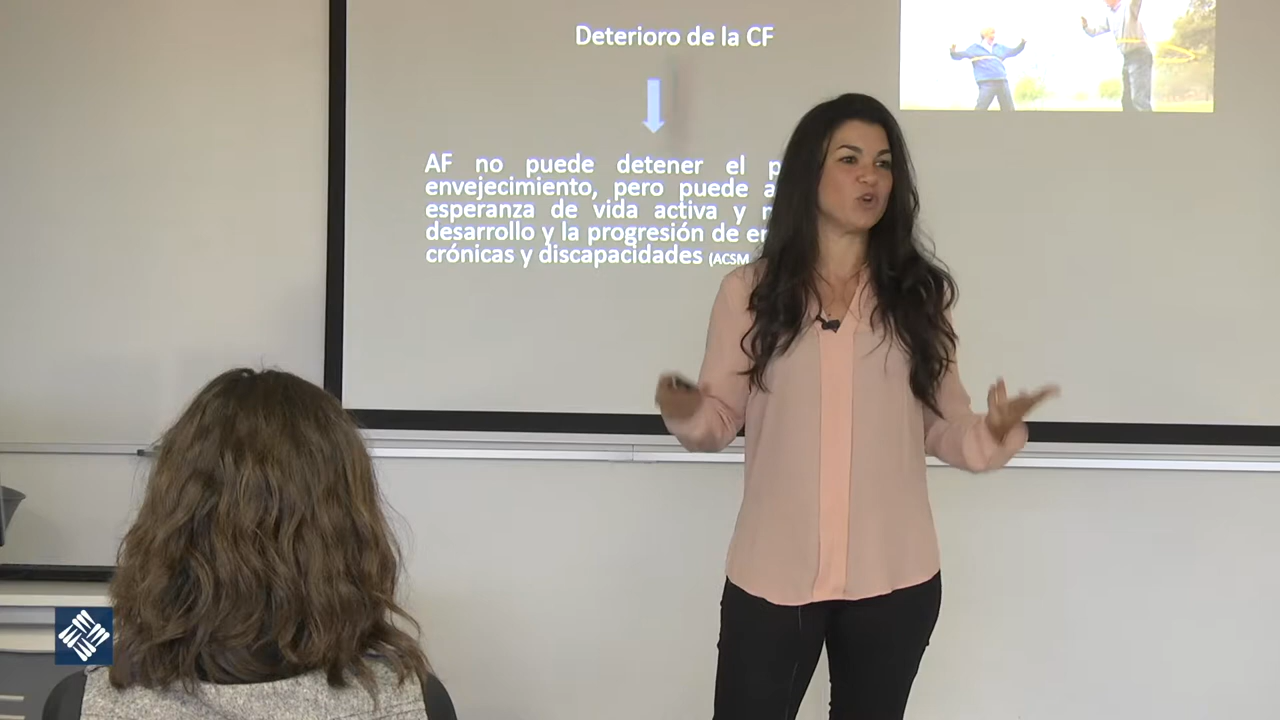 Deterioro de la CF
AF no puede detener el
envejecimiento, pero puede
esperanza de vida activa y
desarrollo y la progresión de
crónicas y discapacidades (ACSM